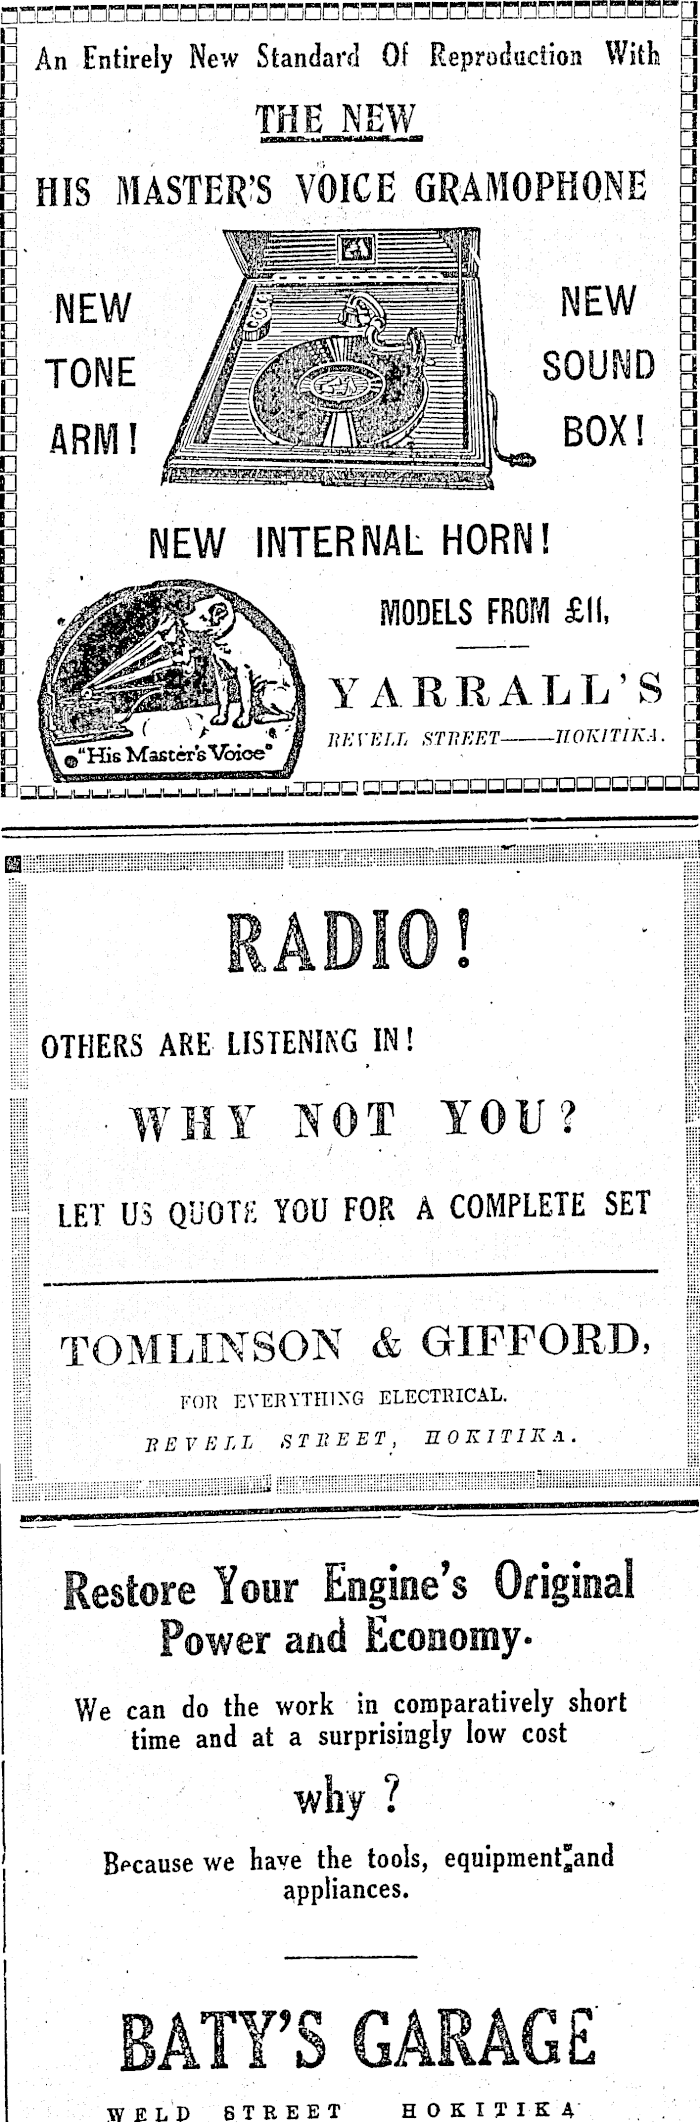 An Entirely New Standard Of Reproduction With
THE NEW
HIS MASTER'S VOICE GRAMOPHONE
NEW
TONE
ARM!
NEW
SOUND
BOX!
NEW INTERNAL HORN!
MODELS FROM £11,
YARRALL'S
REVELL STREET——HOKITIKA.
"His Master's Voice"
RADIO!
OTHERS ARE LISTENING IN!
WHY NOT YOU?
LET US QUOTE YOU FOR A COMPLETE SET
TOMLINSON & GIFFORD,
FOR EVERYTHING ELECTRICAL.
REVELL STREET, HOKITIKA.
Restore Your Engine's Original
Power and Economy.
We can do the work in comparatively short
time and at a surprisingly low cost
why ?
Because we have the tools, equipment and
appliances.
BATY'S GARAGE
WELD STREET HOKITIKA